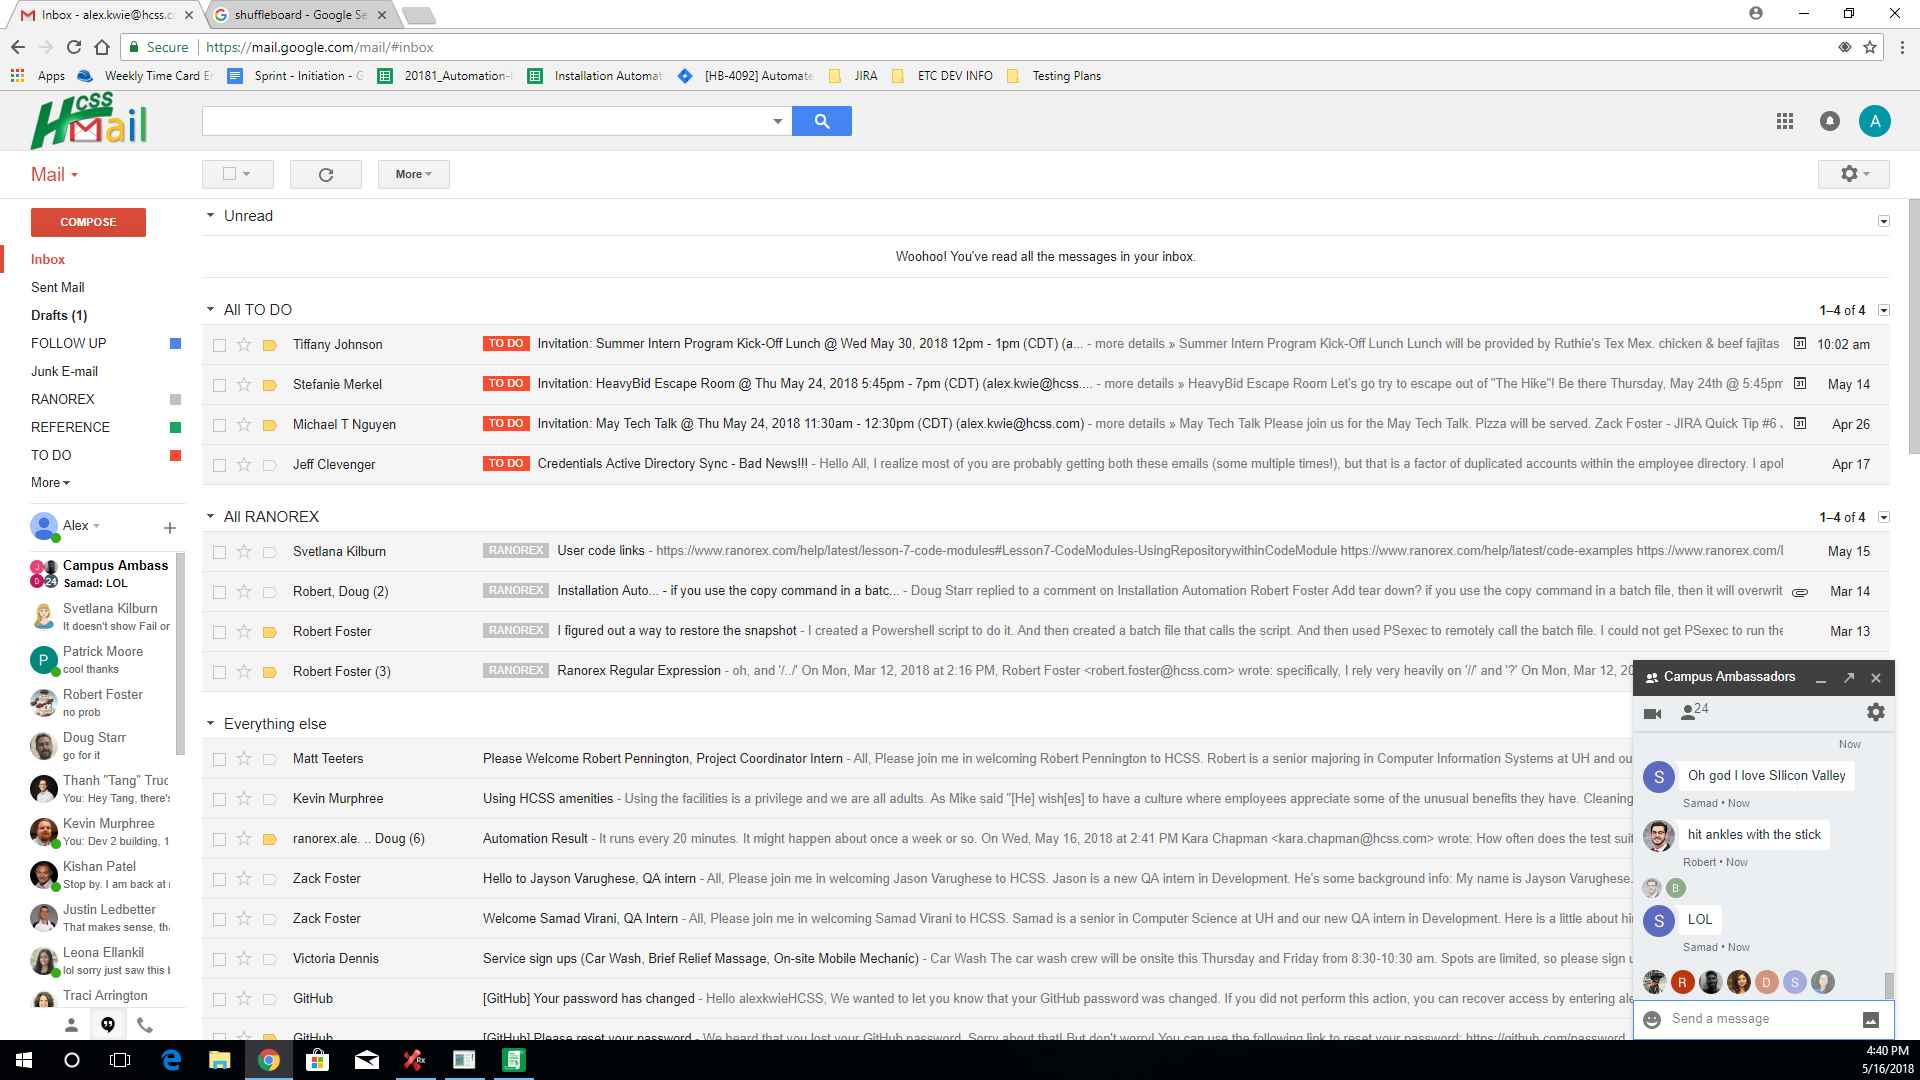 Inbox - alex.kwie@hcss.c
shuffleboard - Google Se
Secure
https://mail.google.com/mail/#inbox
Apps
Weekly Time Card E
Sprint - Initiation - G
20181_Automation-
Installation Automat
[HB-4092] Automate
JIRA
ETC DEV INFO
Testing Plans
HCSS Mail
A
Mail
More
COMPOSE
Inbox
Sent Mail
Drafts (1)
FOLLOW UP
Junk E-mail
RANOREX
REFERENCE
TO DO
More
Alex
Campus Ambass
Samad: LOL
Svetlana Kilburn
It doesn't show Fail or
Patrick Moore
cool thanks
Robert Foster
no prob
Doug Starr
go for it
Thanh "Tang" Truc
You: Hey Tang, there's
Kevin Murphree
You: Dev 2 building, 1
Kishan Patel
Stop by. I am back at
Justin Ledbetter
That makes sense, tha
Leona Ellankil
lol sorry just saw this
Traci Arrington
Unread
Woohoo! You've read all the messages in your inbox.
All TO DO
1–4 of 4
Tiffany Johnson TO DO Invitation: Summer Intern Program Kick-Off Lunch @ Wed May 30, 2018 12pm - 1pm (CDT) (a... - more details » Summer Intern Program Kick-Off Lunch Lunch will be provided by Ruthie's Tex Mex. chicken & beef fajitas 10:02 am
Stefanie Merkel TO DO Invitation: HeavyBid Escape Room @ Thu May 24, 2018 5:45pm - 7pm (CDT) (alex.kwie@hcss.... - more details » HeavyBid Escape Room Let's go try to escape out of "The Hike"! Be there Thursday, May 24th @ 5:45pm May 14
Michael T Nguyen TO DO Invitation: May Tech Talk @ Thu May 24, 2018 11:30am - 12:30pm (CDT) (alex.kwie@hcss.com) - more details » May Tech Talk Please join us for the May Tech Talk. Pizza will be served. Zack Foster - JIRA Quick Tip #6 Apr 26
Jeff Clevenger TO DO Credentials Active Directory Sync - Bad News!!! - Hello All, I realize most of you are probably getting both these emails (some multiple times!), but that is a factor of duplicated accounts within the employee directory. I apol Apr 17
All RANOREX
1–4 of 4
Svetlana Kilburn RANOREX User code links - https://www.ranorex.com/help/latest/lesson-7-code-modules#Lesson7-CodeModules-UsingRepositorywithinCodeModule https://www.ranorex.com/help/latest/code-examples https://www.ranorex.com/ May 15
Robert, Doug (2) RANOREX Installation Auto... - if you use the copy command in a batc... - Doug Starr replied to a comment on Installation Automation Robert Foster Add tear down? if you use the copy command in a batch file, then it will overwrit Mar 14
Robert Foster RANOREX I figured out a way to restore the snapshot - I created a Powershell script to do it. And then created a batch file that calls the script. And then used PSexec to remotely call the batch file. I could not get PSexec to run the Mar 13
Robert Foster (3) RANOREX Ranorex Regular Expression - oh, and '/../' On Mon, Mar 12, 2018 at 2:16 PM, Robert Foster <robert.foster@hcss.com> wrote: specifically, I rely very heavily on '//' and '?' On Mon, Mar 12, 20
Everything else
Matt Teeters Please Welcome Robert Pennington, Project Coordinator Intern - All, Please join me in welcoming Robert Pennington to HCSS. Robert is a senior majoring in Computer Information Systems at UH and ou
Kevin Murphree Using HCSS amenities - Using the facilities is a privilege and we are all adults. As Mike said "[He] wish[es] to have a culture where employees appreciate some of the unusual benefits they have. Cleaning
ranorex.ale. .. Doug (6) Automation Result - It runs every 20 minutes. It might happen about once a week or so. On Wed, May 16, 2018 at 2:41 PM Kara Chapman <kara.chapman@hcss.com> wrote: How often does the test suit
Zack Foster Hello to Jayson Varughese, QA intern - All, Please join me in welcoming Jason Varughese to HCSS. Jason is a new QA intern in Development. He's some background info: My name is Jayson Varughese.
Zack Foster Welcome Samad Virani, QA Intern - All, Please join me in welcoming Samad Virani to HCSS. Samad is a senior in Computer Science at UH and our new QA intern in Development. Here is a little about hi
Victoria Dennis Service sign ups (Car Wash, Brief Relief Massage, On-site Mobile Mechanic) - Car Wash The car wash crew will be onsite this Thursday and Friday from 8:30-10:30 am. Spots are limited, so please sign u
GitHub [GitHub] Your password has changed - Hello alexkwieHCSS, We wanted to let you know that your GitHub password was changed. If you did not perform this action, you can recover access by entering ale
GitHub [GitHub] Please reset your password - We heard that you lost your GitHub password. Sorry about that! But don't worry! You can use the following link to reset your password: https://github.com/password
Campus Ambassadors
24
Now
S
Oh god I love SIlicon Valley
Samad • Now
hit ankles with the stick
Robert • Now
B
S
LOL
Samad • Now
R
D
S
Send a message
4:40 PM
5/16/2018